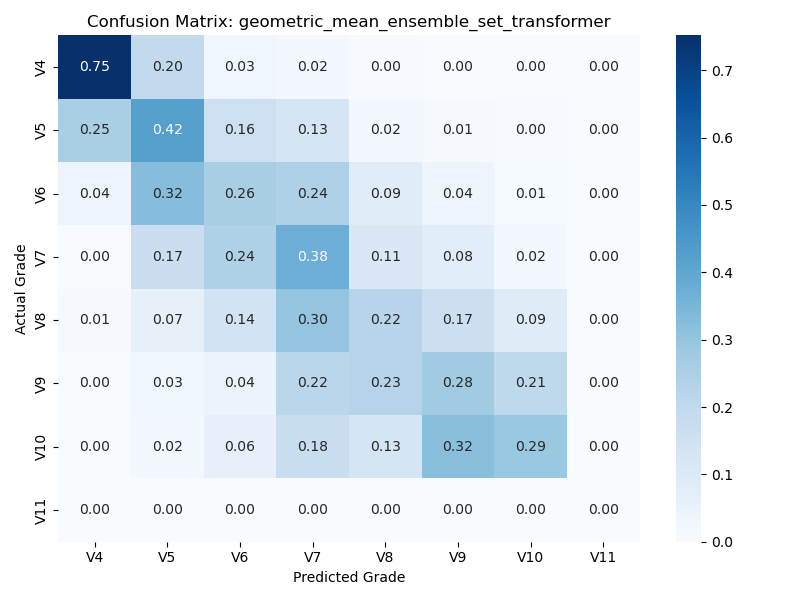 Confusion Matrix: geometric_mean_ensemble_set_transformer
V4 0.75 0.20 0.03 0.02 0.00 0.00 0.00 0.00
V5 0.25 0.42 0.16 0.13 0.02 0.01 0.00 0.00
V6 0.04 0.32 0.26 0.24 0.09 0.04 0.01 0.00
V7 0.00 0.17 0.24 0.38 0.11 0.08 0.02 0.00
V8 0.01 0.07 0.14 0.30 0.22 0.17 0.09 0.00
V9 0.00 0.03 0.04 0.22 0.23 0.28 0.21 0.00
V10 0.00 0.02 0.06 0.18 0.13 0.32 0.29 0.00
V11 0.00 0.00 0.00 0.00 0.00 0.00 0.00 0.00
V4 V5 V6 V7 V8 V9 V10 V11
Predicted Grade
Actual Grade
0.7
0.6
0.5
0.4
0.3
0.2
0.1
0.0